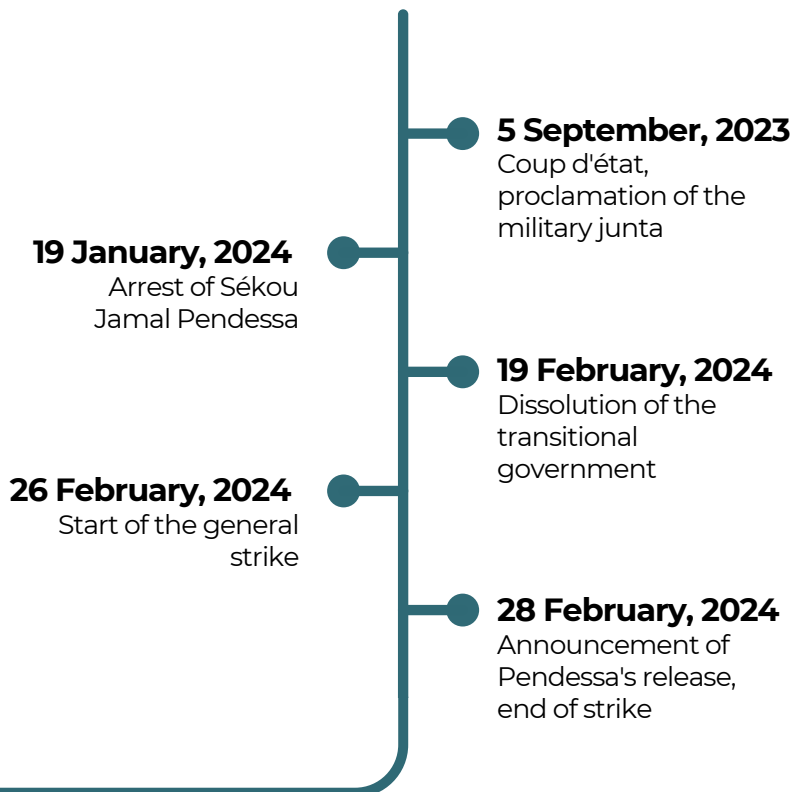 5 September, 2023
Coup d'état,
proclamation of the
military junta
19 January, 2024
Arrest of Sékou
Jamal Pendessa
19 February, 2024
Dissolution of the
transitional
government
26 February, 2024
Start of the general
strike
28 February, 2024
Announcement of
Pendessa's release,
end of strike